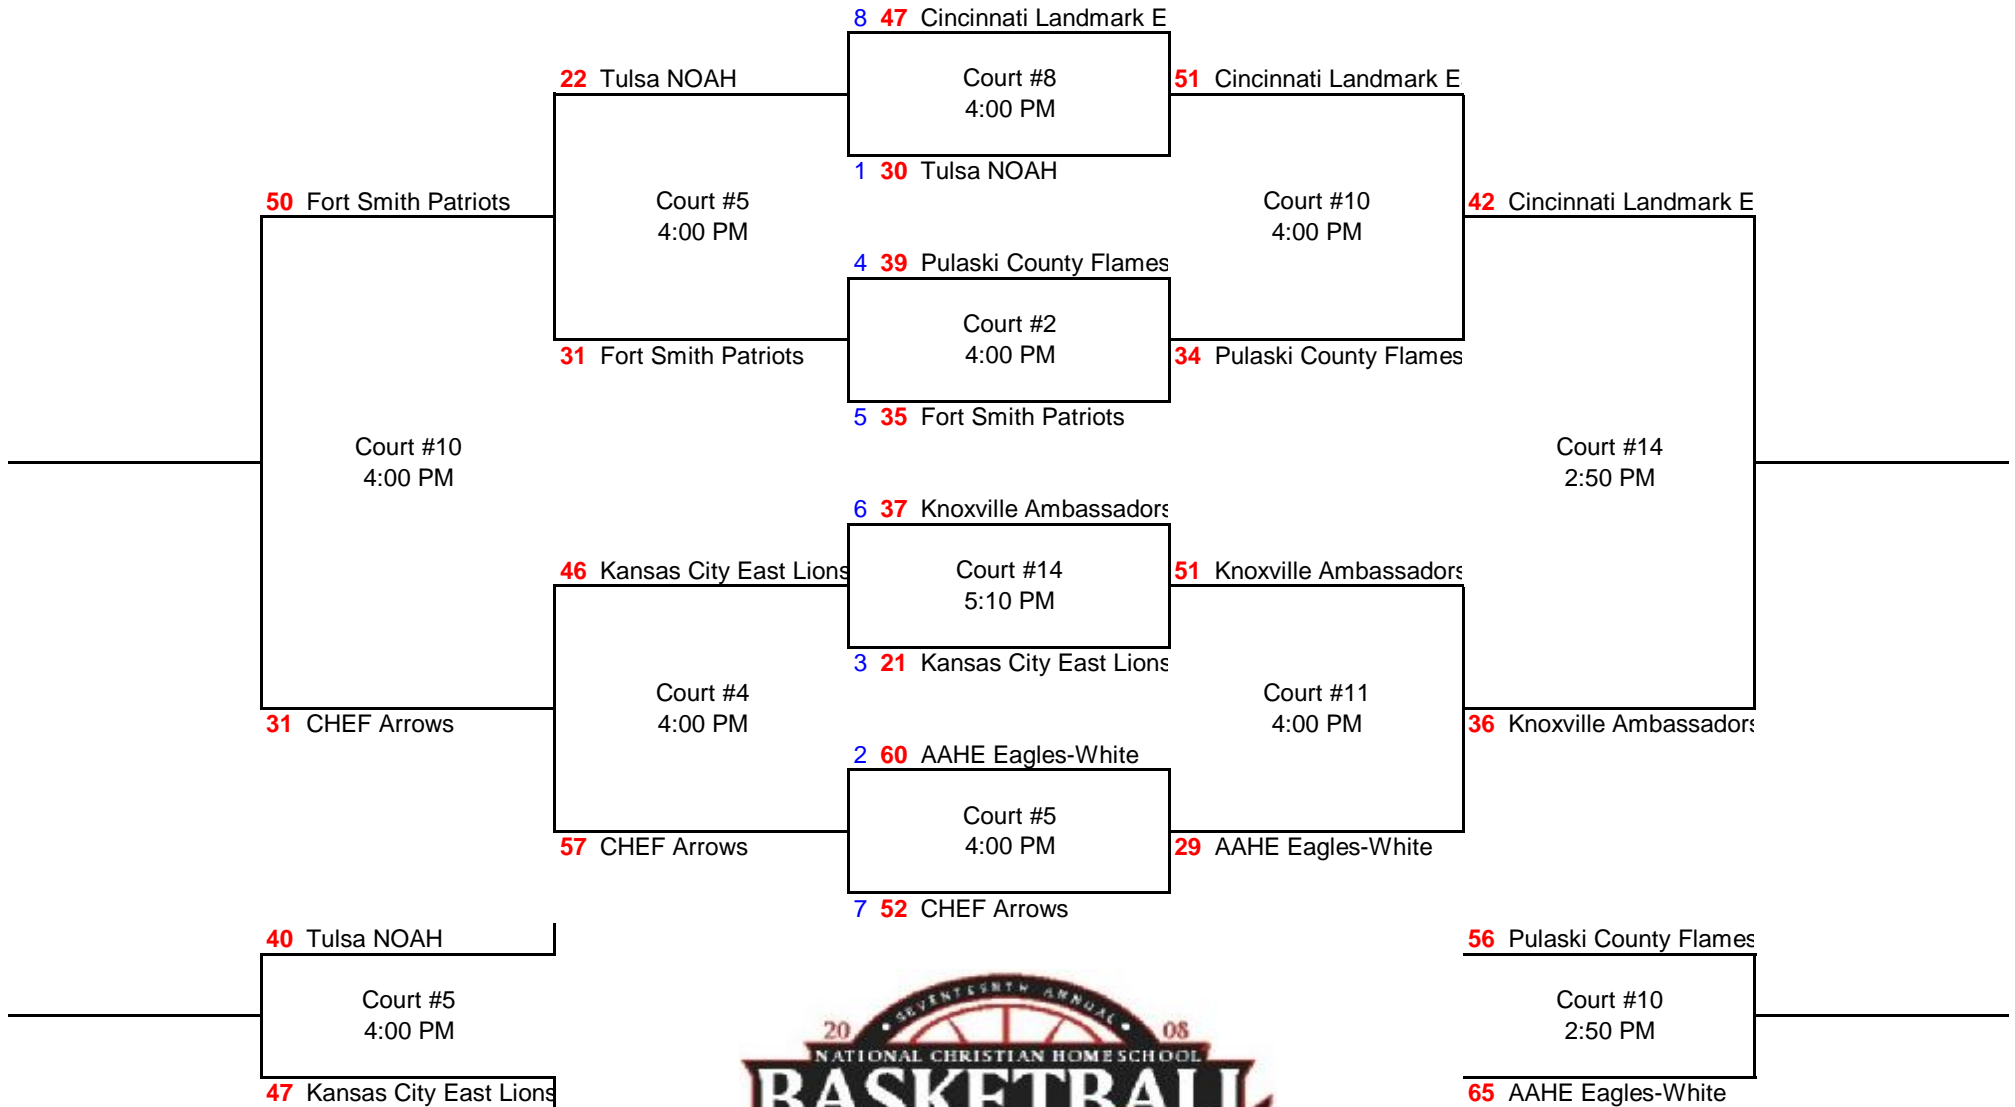 8 47 Cincinnati Landmark E
22 Tulsa NOAH
Court #8
4:00 PM
51 Cincinnati Landmark E
1 30 Tulsa NOAH
50 Fort Smith Patriots
Court #5
4:00 PM
Court #10
4:00 PM
42 Cincinnati Landmark E
4 39 Pulaski County Flames
Court #2
4:00 PM
31 Fort Smith Patriots
34 Pulaski County Flames
5 35 Fort Smith Patriots
Court #10
4:00 PM
Court #14
2:50 PM
6 37 Knoxville Ambassadors
46 Kansas City East Lions
Court #14
5:10 PM
51 Knoxville Ambassadors
3 21 Kansas City East Lions
Court #4
4:00 PM
Court #11
4:00 PM
31 CHEF Arrows
36 Knoxville Ambassadors
2 60 AAHE Eagles-White
Court #5
4:00 PM
57 CHEF Arrows
29 AAHE Eagles-White
7 52 CHEF Arrows
40 Tulsa NOAH
56 Pulaski County Flames
Court #5
4:00 PM
Court #10
2:50 PM
47 Kansas City East Lions
65 AAHE Eagles-White
SEVENTEENTH ANNUAL
20 08
NATIONAL CHRISTIAN HOMESCHOOL
BASKETBALL